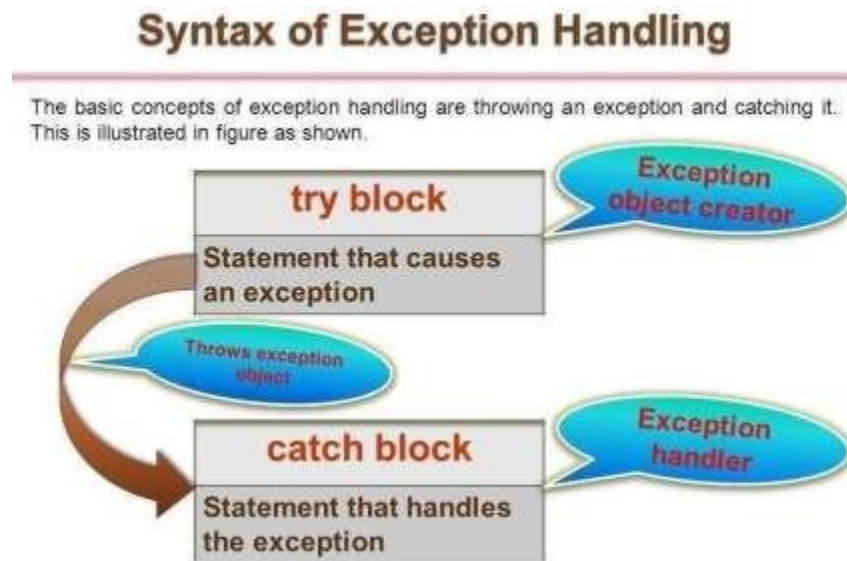 Syntax of Exception Handling
The basic concepts of exception handling are throwing an exception and catching it.
This is illustrated in figure as shown.
try block
Exception
object creator
Statement that causes
an exception
Throws exception
object
catch block
Exception
handler
Statement that handles
the exception